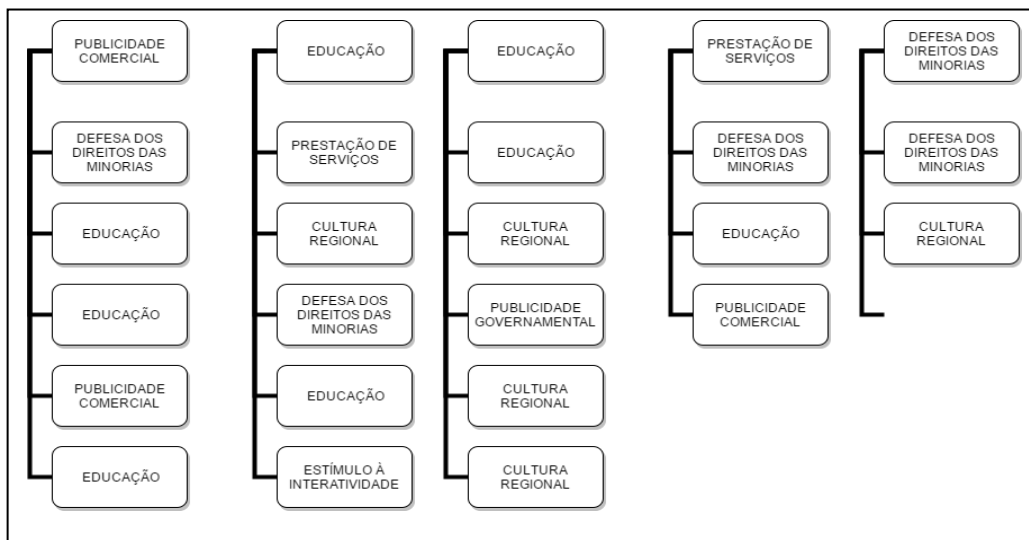 PUBLICIDADE
COMERCIAL
DEFESA DOS
DIREITOS DAS
MINORIAS
EDUCAÇÃO
EDUCAÇÃO
PUBLICIDADE
COMERCIAL
EDUCAÇÃO
EDUCAÇÃO
PRESTAÇÃO DE
SERVIÇOS
CULTURA
REGIONAL
DEFESA DOS
DIREITOS DAS
MINORIAS
EDUCAÇÃO
ESTÍMULO À
INTERATIVIDADE
EDUCAÇÃO
EDUCAÇÃO
CULTURA
REGIONAL
PUBLICIDADE
GOVERNAMENTAL
CULTURA
REGIONAL
CULTURA
REGIONAL
PRESTAÇÃO DE
SERVIÇOS
DEFESA DOS
DIREITOS DAS
MINORIAS
EDUCAÇÃO
PUBLICIDADE
COMERCIAL
DEFESA DOS
DIREITOS DAS
MINORIAS
DEFESA DOS
DIREITOS DAS
MINORIAS
CULTURA
REGIONAL